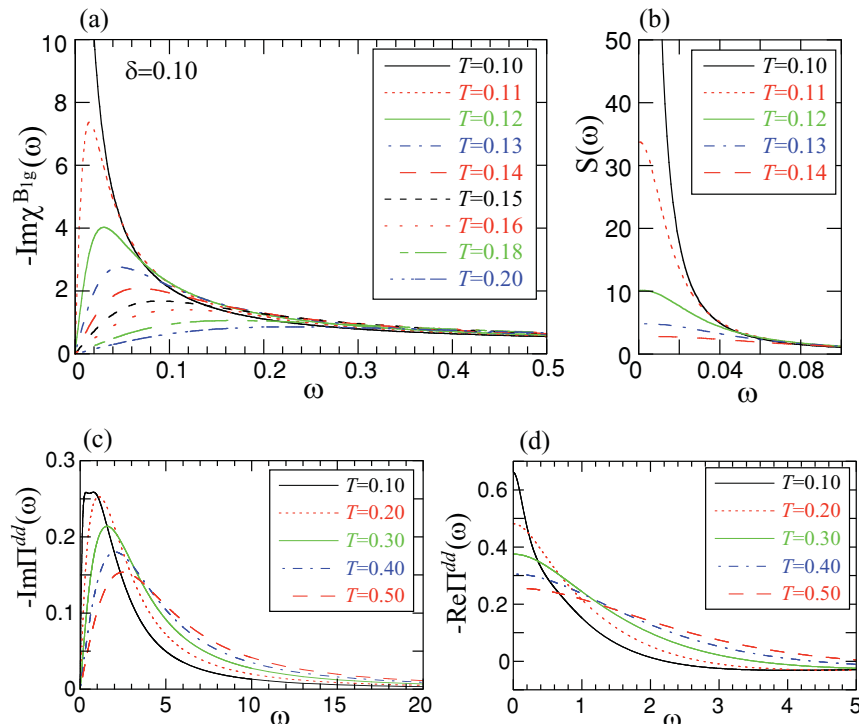 (a)
-Imχ^{B_{1g}}(ω)
10
8
6
4
2
0
δ=0.10
T=0.10
T=0.11
T=0.12
T=0.13
T=0.14
T=0.15
T=0.16
T=0.18
T=0.20
0 0.1 0.2 0.3 0.4 0.5
ω
(b)
S(ω)
50
40
30
20
10
0
T=0.10
T=0.11
T=0.12
T=0.13
T=0.14
0 0.04 0.08
ω
(c)
-ImΠ^{dd}(ω)
0.3
0.2
0.1
0
T=0.10
T=0.20
T=0.30
T=0.40
T=0.50
0 5 10 15 20
ω
(d)
-ReΠ^{dd}(ω)
0.6
0.4
0.2
0
T=0.10
T=0.20
T=0.30
T=0.40
T=0.50
0 1 2 3 4 5
ω